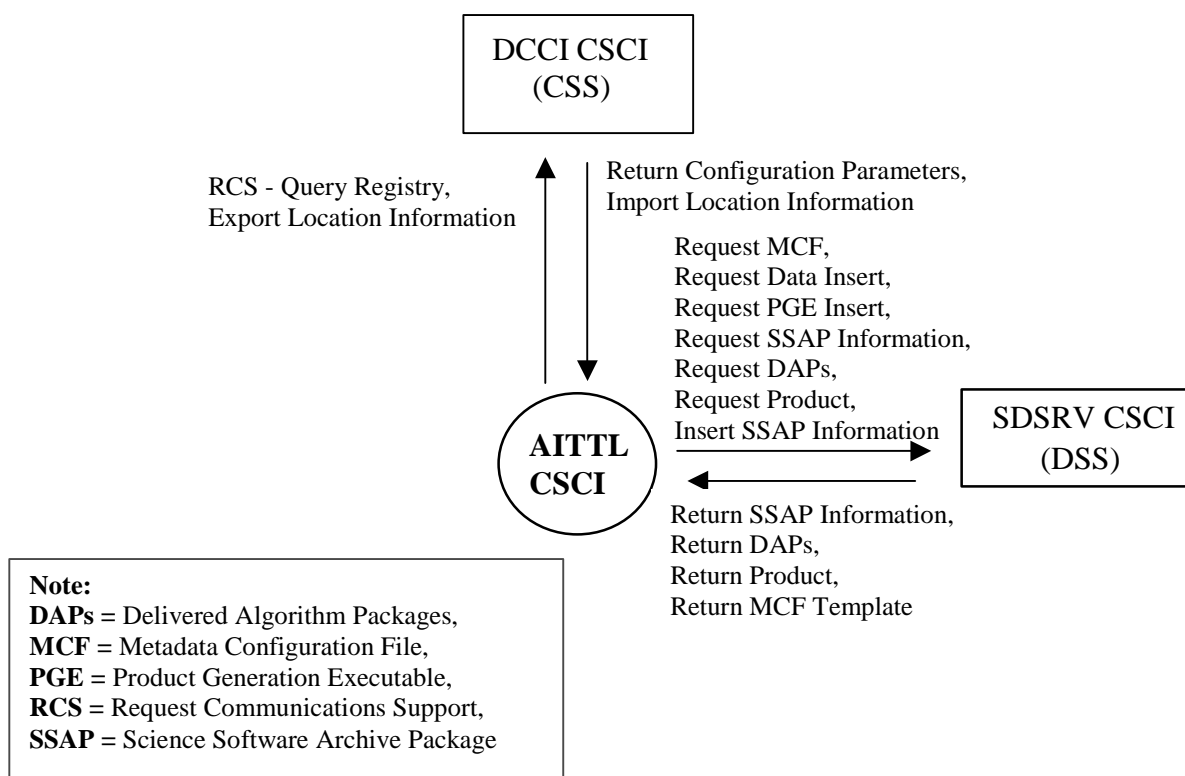 DCCI CSCI
(CSS)
RCS - Query Registry,
Export Location Information
Return Configuration Parameters,
Import Location Information
Request MCF,
Request Data Insert,
Request PGE Insert,
Request SSAP Information,
Request DAPs,
Request Product,
Insert SSAP Information
AITTL
CSCI
SDSRV CSCI
(DSS)
Return SSAP Information,
Return DAPs,
Return Product,
Return MCF Template
Note:
DAPs = Delivered Algorithm Packages,
MCF = Metadata Configuration File,
PGE = Product Generation Executable,
RCS = Request Communications Support,
SSAP = Science Software Archive Package